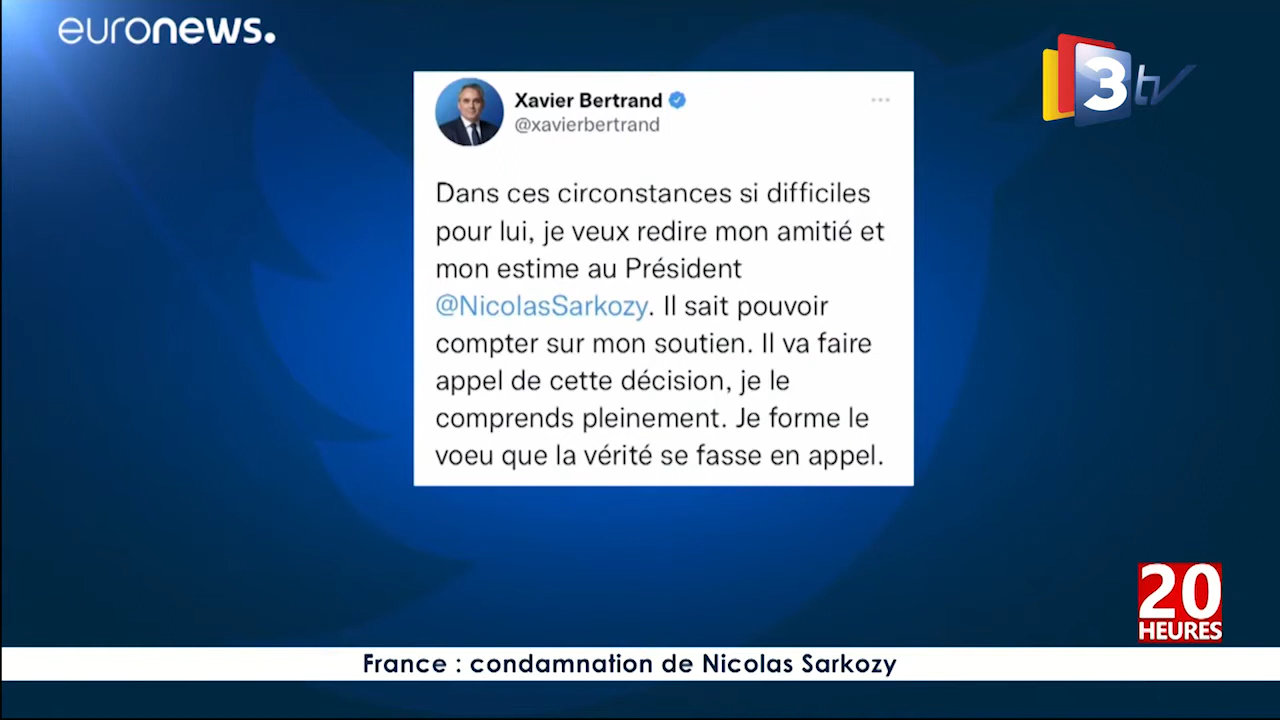 euronews.
3tv
Xavier Bertrand
@xavierbertrand
Dans ces circonstances si difficiles
pour lui, je veux redire mon amitié et
mon estime au Président
@NicolasSarkozy. Il sait pouvoir
compter sur mon soutien. Il va faire
appel de cette décision, je le
comprends pleinement. Je forme le
voeu que la vérité se fasse en appel.
20
HEURES
France : condamnation de Nicolas Sarkozy